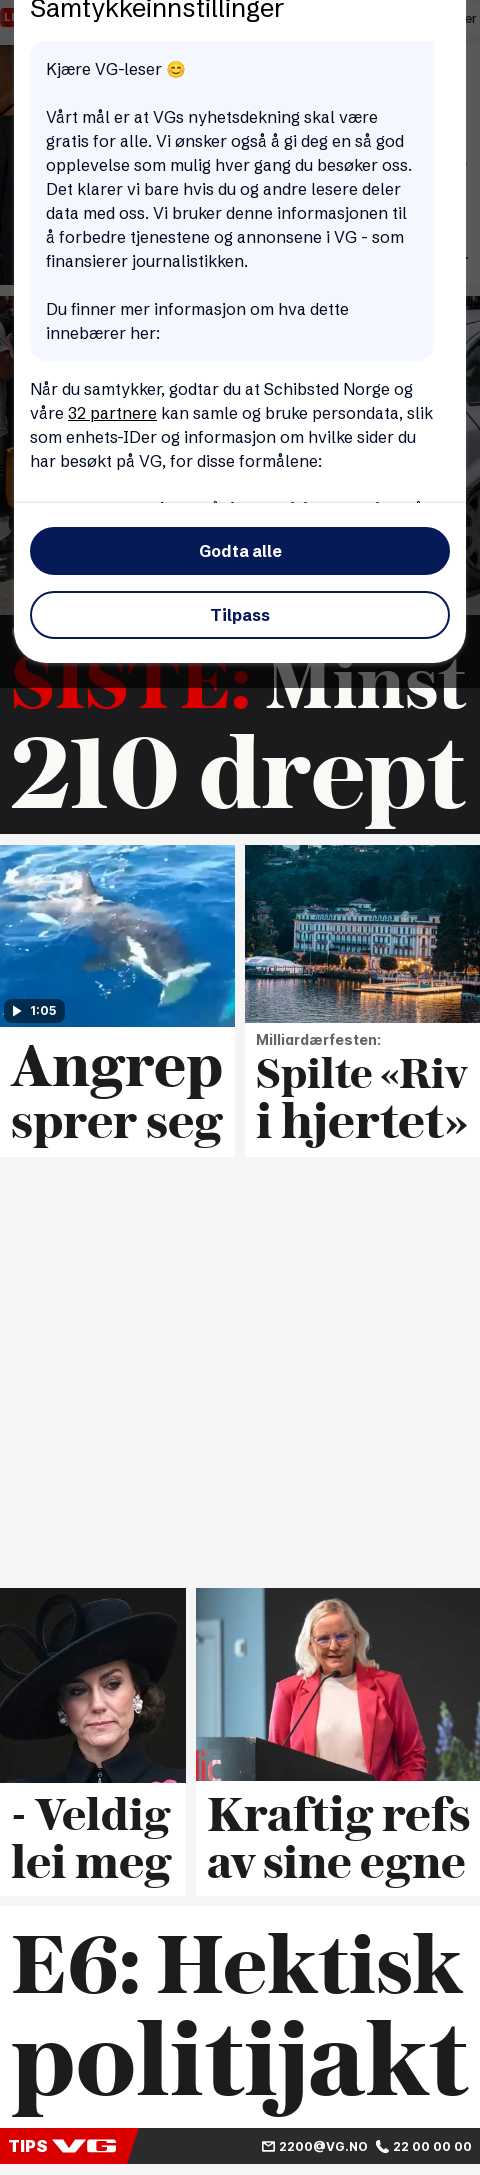 Samtykkeinnstillinger
Kjære VG-leser 😊
Vårt mål er at VGs nyhetsdekning skal være
gratis for alle. Vi ønsker også å gi deg en så god
opplevelse som mulig hver gang du besøker oss.
Det klarer vi bare hvis du og andre lesere deler
data med oss. Vi bruker denne informasjonen til
å forbedre tjenestene og annonsene i VG - som
finansierer journalistikken.
Du finner mer informasjon om hva dette
innebærer her:
Når du samtykker, godtar du at Schibsted Norge og
våre 32 partnere kan samle og bruke persondata, slik
som enhets-IDer og informasjon om hvilke sider du
har besøkt på VG, for disse formålene:
Godta alle
Tilpass
SISTE: Minst
210 drept
1:05
Angrep
sprer seg
Milliardærfesten:
Spilte «Riv
i hjertet»
- Veldig
lei meg
Kraftig refs
av sine egne
E6: Hektisk
politijakt
TIPS VG 2200@VG.NO 22 00 00 00